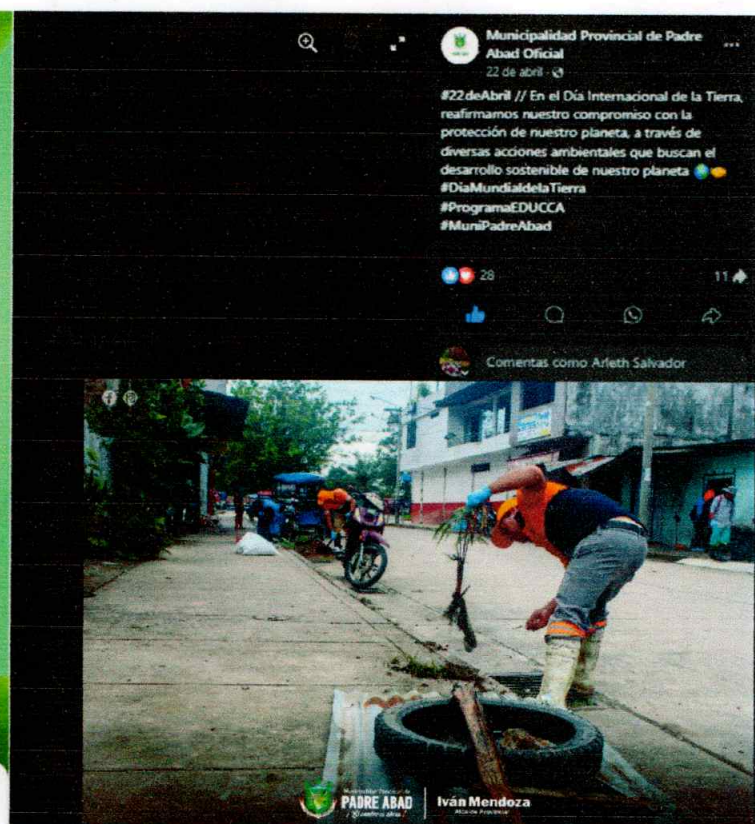 Municipalidad Provincial de Padre
Abad Oficial
22 de abril ·
#22deAbril // En el Día Internacional de la Tierra,
reafirmamos nuestro compromiso con la
protección de nuestro planeta, a través de
diversas acciones ambientales que buscan el
desarrollo sostenible de nuestro planeta
#DiaMundialdelaTierra
#ProgramaEDUCCA
#MuniPadreAbad
28
11
Comentas como Arleth Salvador
PADRE ABAD
Iván Mendoza